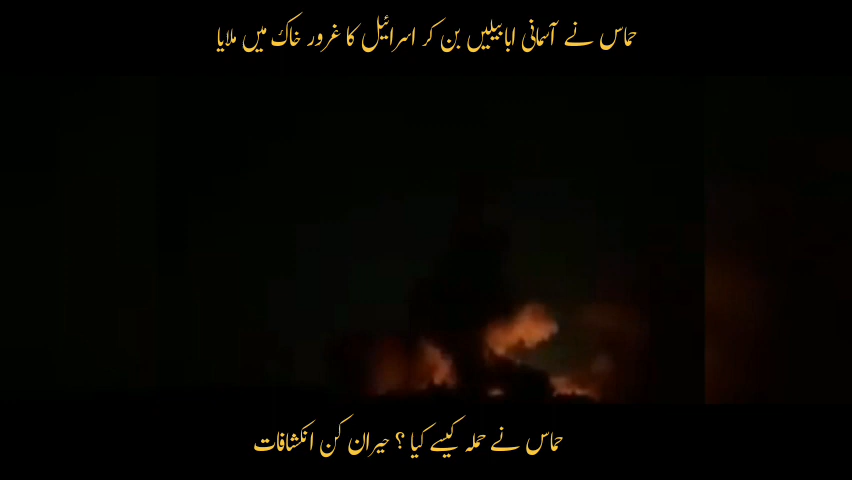 حماس نے آسمانی ابابیلیں بن کر اسرائیل کا غرور خاک میں ملایا
حماس نے حملہ کیسے کیا ؟ حیران کن انکشافات